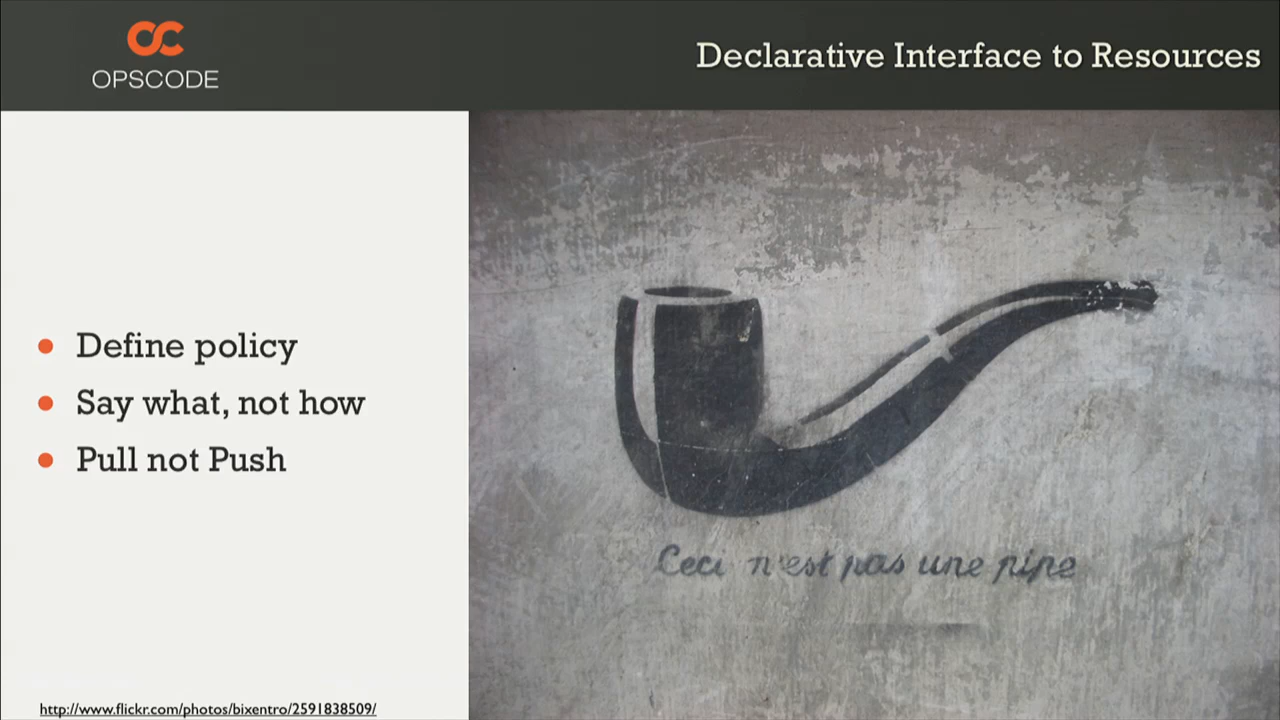 OPSCODE
Declarative Interface to Resources
Define policy
Say what, not how
Pull not Push
Ceci n'est pas une pipe
http://www.flickr.com/photos/bixentro/2591838509/